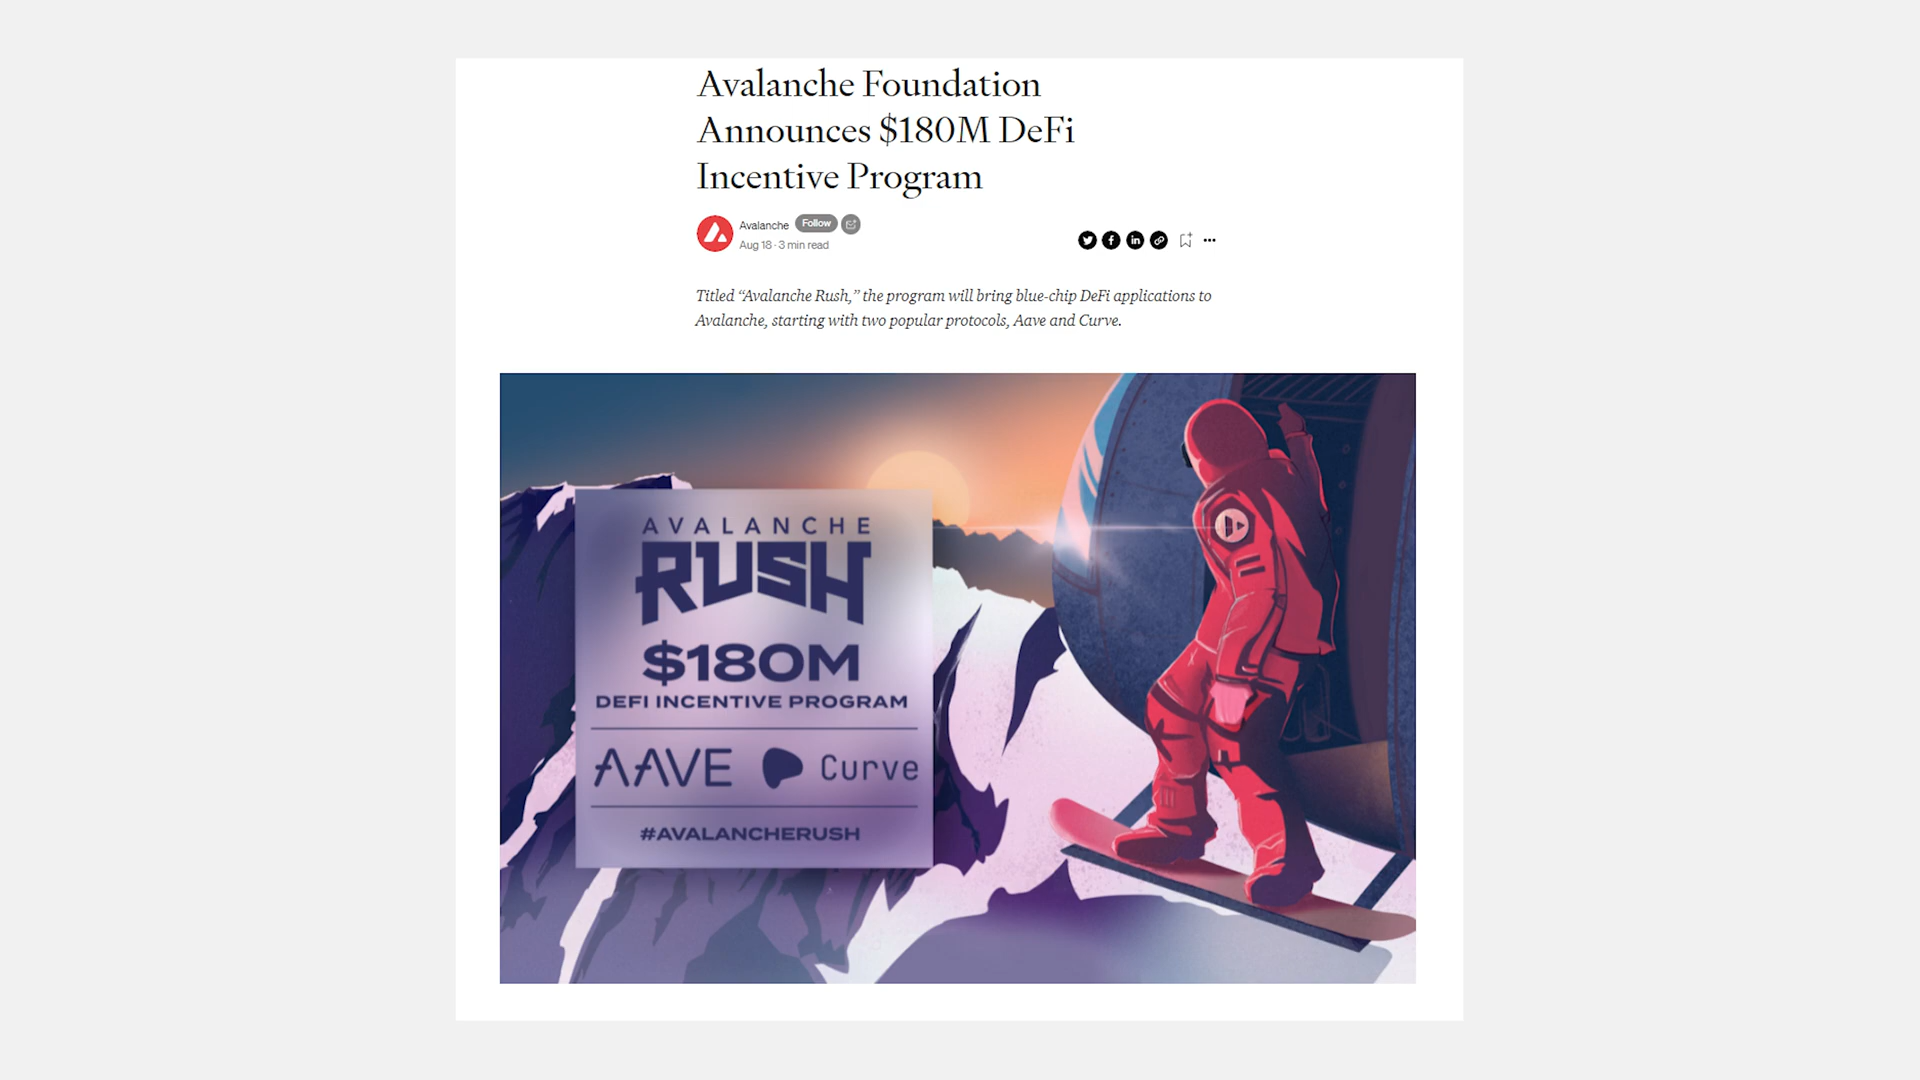 Avalanche Foundation
Announces $180M DeFi
Incentive Program
Avalanche Follow
Aug 18 · 3 min read
Titled “Avalanche Rush,” the program will bring blue-chip DeFi applications to
Avalanche, starting with two popular protocols, Aave and Curve.
AVALANCHE
RUSH
$180M
DEFI INCENTIVE PROGRAM
AAVE Curve
#AVALANCHERUSH